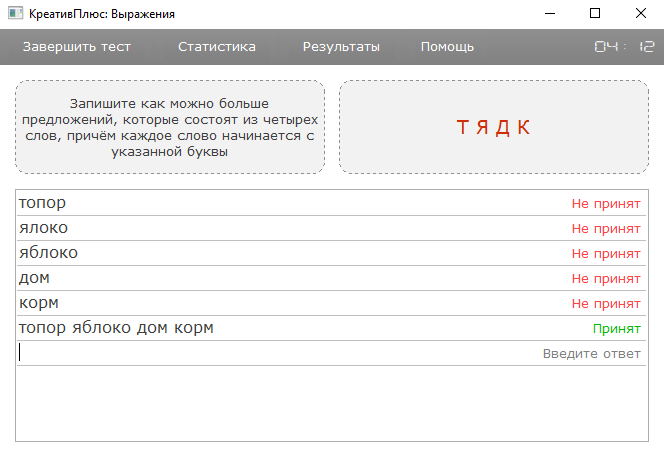 КреативПлюс: Выражения
Завершить тест Статистика Результаты Помощь 04: 12
Запишите как можно больше
предложений, которые состоят из четырех
слов, причём каждое слово начинается с
указанной буквы
Т Я Д К
топор Не принят
ялоко Не принят
яблоко Не принят
дом Не принят
корм Не принят
топор яблоко дом корм Принят
Введите ответ